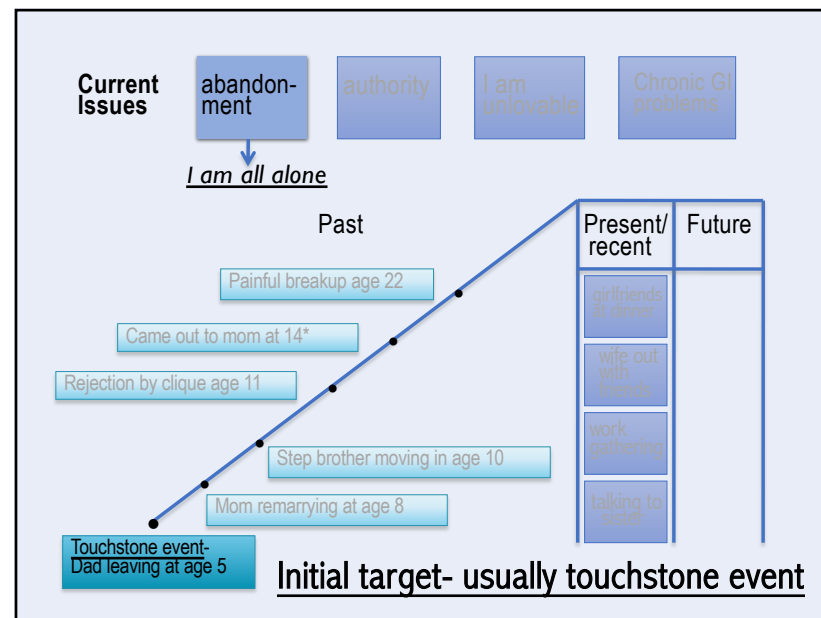 Current
Issues
abandon-
ment
authority
I am
unlovable
Chronic GI
problems
I am all alone
Past
Present/
recent
Future
Painful breakup age 22
Came out to mom at 14*
Rejection by clique age 11
Step brother moving in age 10
Mom remarrying at age 8
Touchstone event-
Dad leaving at age 5
girlfriends
wife out
with
friends
work
gathering
talking to
Initial target- usually touchstone event